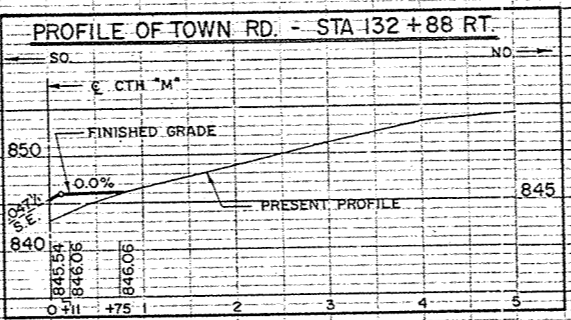 PROFILE OF TOWN RD. - STA 132+88 RT.
SO.
NO
℄ CTH "M"
FINISHED GRADE
850
0.0%
845
PRESENT PROFILE
.047'/'
S.E.
840
845.54
846.06
846.06
0 +11 +75 1 2 3 4 5